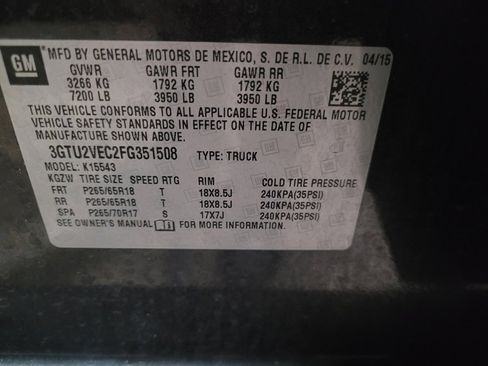 GM
MFD BY GENERAL MOTORS DE MEXICO, S. DE R.L. DE C.V. 04/15
GVWR GAWR FRT GAWR RR
3266 KG 1792 KG 1792 KG
7200 LB 3950 LB 3950 LB
THIS VEHICLE CONFORMS TO ALL APPLICABLE U.S. FEDERAL MOTOR
VEHICLE SAFETY STANDARDS IN EFFECT ON THE DATE OF
MANUFACTURE SHOWN ABOVE.
3GTU2VEC2FG351508 TYPE: TRUCK
MODEL: K15543
KGZW TIRE SIZE SPEED RTG RIM COLD TIRE PRESSURE
FRT P265/65R18 T 18X8.5J 240KPA(35PSI)
RR P265/65R18 T 18X8.5J 240KPA(35PSI)
SPA P265/70R17 S 17X7J 240KPA(35PSI)
SEE OWNER'S MANUAL FOR MORE INFORMATION.